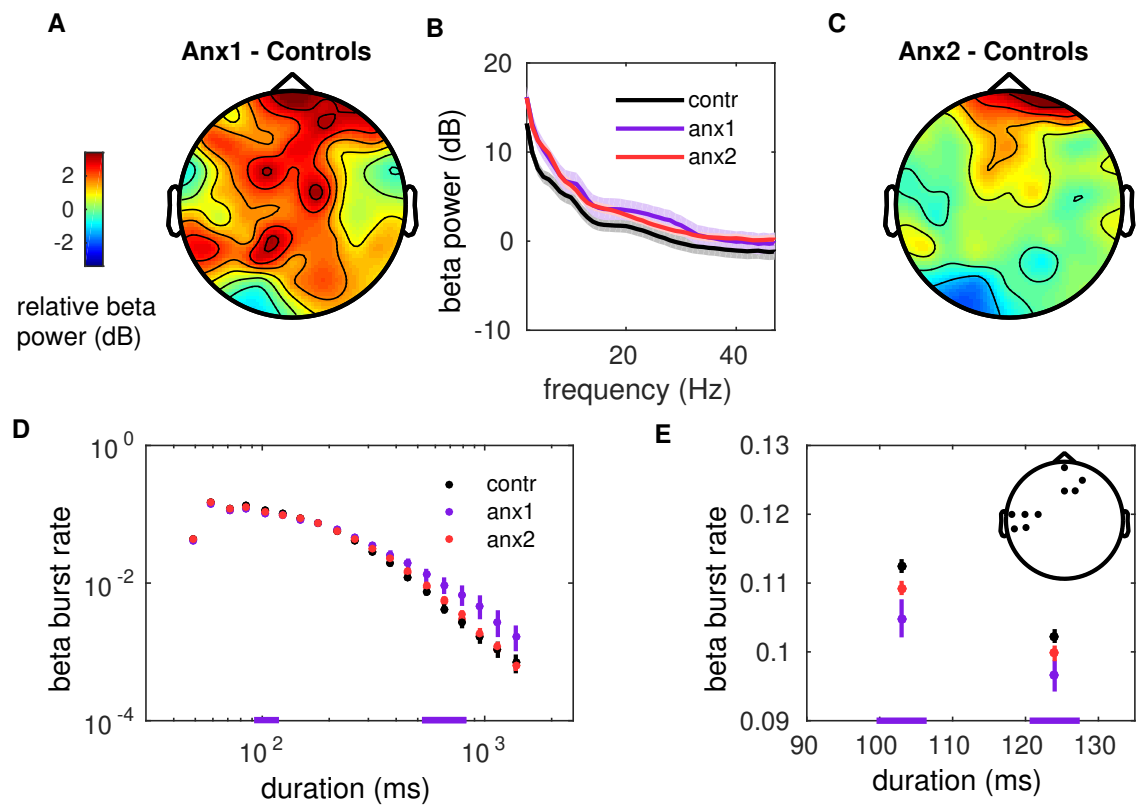 A
Anx1 - Controls
2
0
-2
relative beta
power (dB)
B
20
10
0
-10
beta power (dB)
contr
anx1
anx2
20
40
frequency (Hz)
C
Anx2 - Controls
D
10^0
10^-2
10^-4
beta burst rate
contr
anx1
anx2
10^2
10^3
duration (ms)
E
0.13
0.12
0.11
0.1
0.09
beta burst rate
90
100
110
120
130
duration (ms)